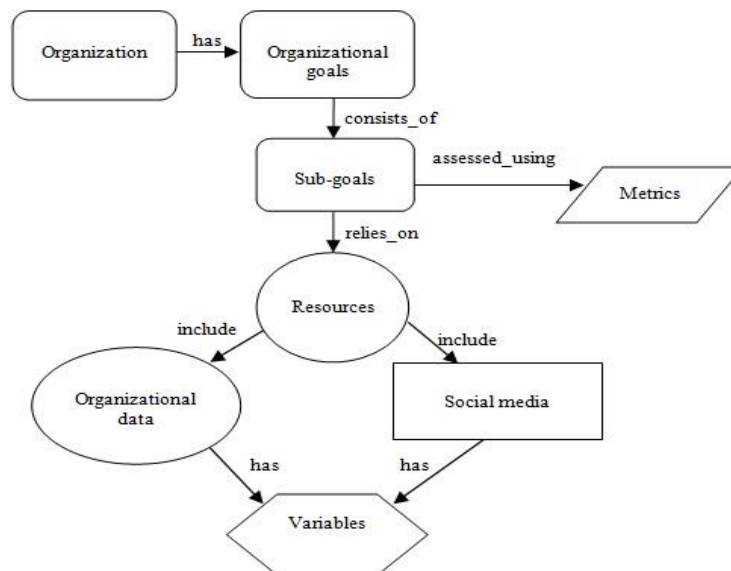 Organization
has
Organizational
goals
consists_of
Sub-goals
assessed_using
Metrics
relies_on
Resources
include
include
Organizational
data
Social media
has
has
Variables